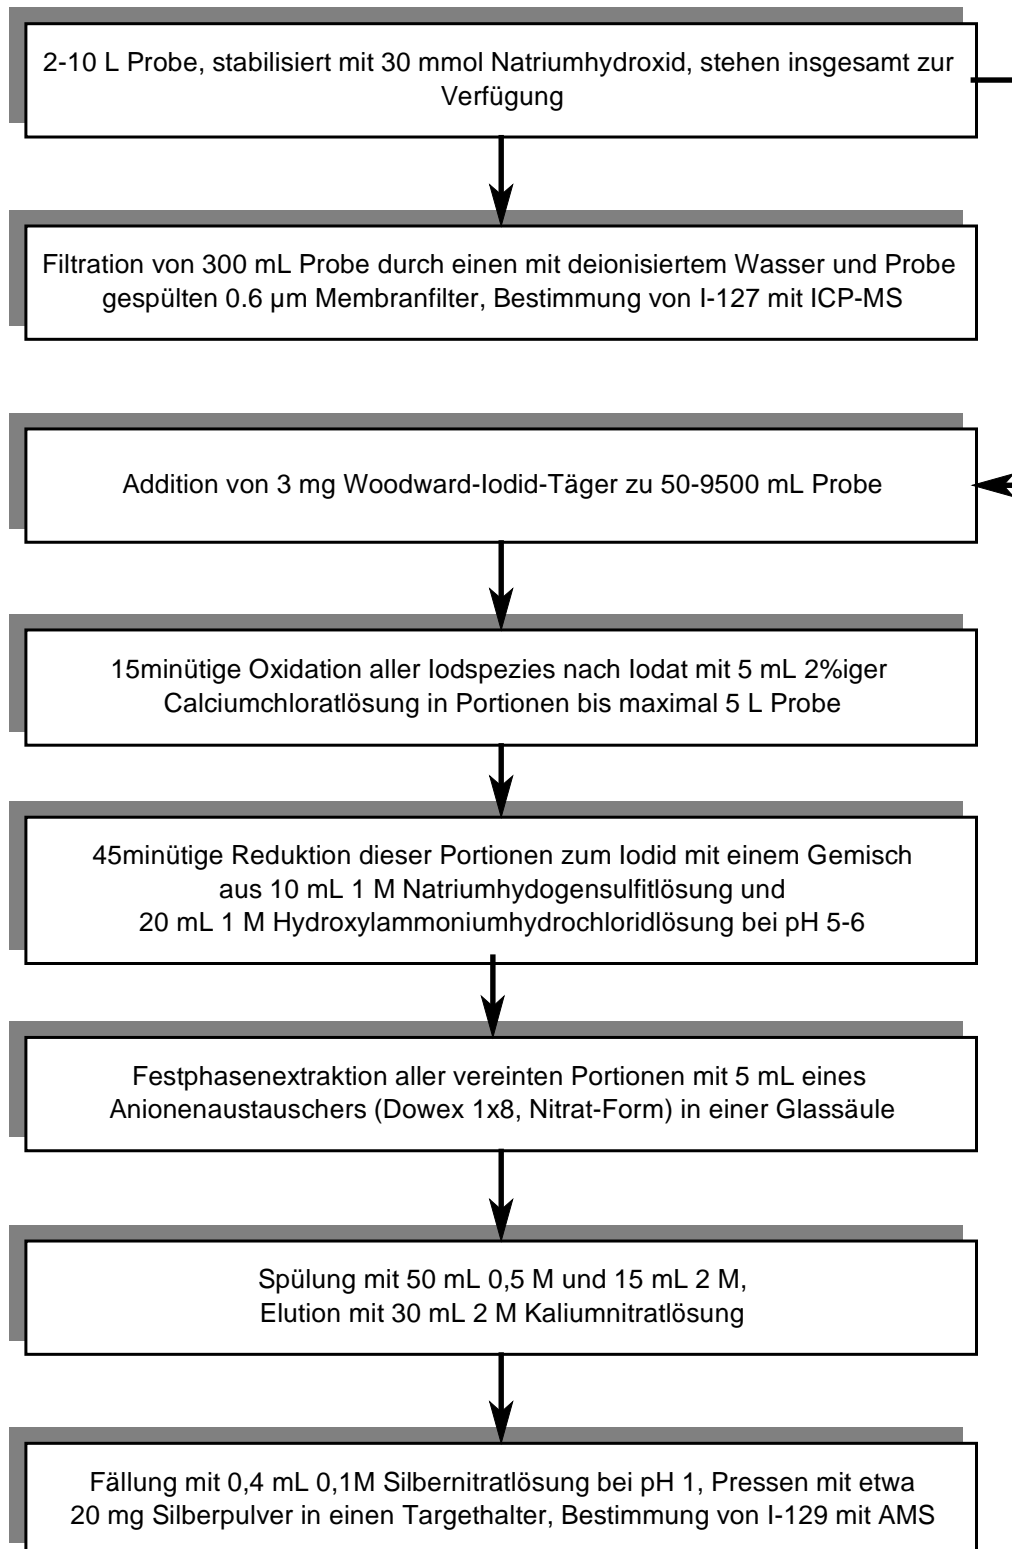 2-10 L Probe, stabilisiert mit 30 mmol Natriumhydroxid, stehen insgesamt zur
Verfügung
Filtration von 300 mL Probe durch einen mit deionisiertem Wasser und Probe
gespülten 0.6 µm Membranfilter, Bestimmung von I-127 mit ICP-MS
Addition von 3 mg Woodward-Iodid-Täger zu 50-9500 mL Probe
15minütige Oxidation aller Iodspezies nach Iodat mit 5 mL 2%iger
Calciumchloratlösung in Portionen bis maximal 5 L Probe
45minütige Reduktion dieser Portionen zum Iodid mit einem Gemisch
aus 10 mL 1 M Natriumhydogensulfitlösung und
20 mL 1 M Hydroxylammoniumhydrochloridlösung bei pH 5-6
Festphasenextraktion aller vereinten Portionen mit 5 mL eines
Anionenaustauschers (Dowex 1x8, Nitrat-Form) in einer Glassäule
Spülung mit 50 mL 0,5 M und 15 mL 2 M,
Elution mit 30 mL 2 M Kaliumnitratlösung
Fällung mit 0,4 mL 0,1M Silbernitratlösung bei pH 1, Pressen mit etwa
20 mg Silberpulver in einen Targethalter, Bestimmung von I-129 mit AMS